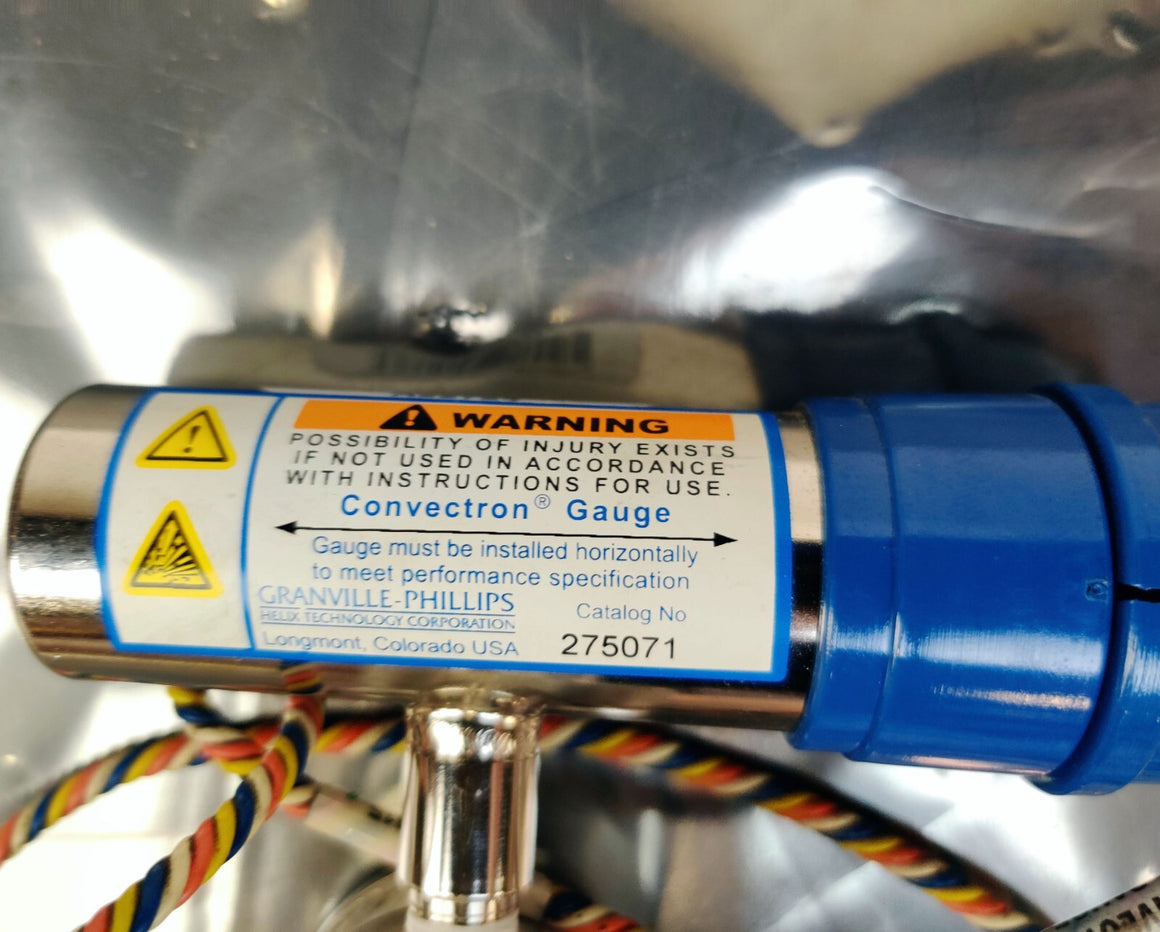 WARNING
POSSIBILITY OF INJURY EXISTS
IF NOT USED IN ACCORDANCE
WITH INSTRUCTIONS FOR USE.
Convectron® Gauge
Gauge must be installed horizontally
to meet performance specification
GRANVILLE-PHILLIPS
HELIX TECHNOLOGY CORPORATION
Longmont, Colorado USA
Catalog No
275071